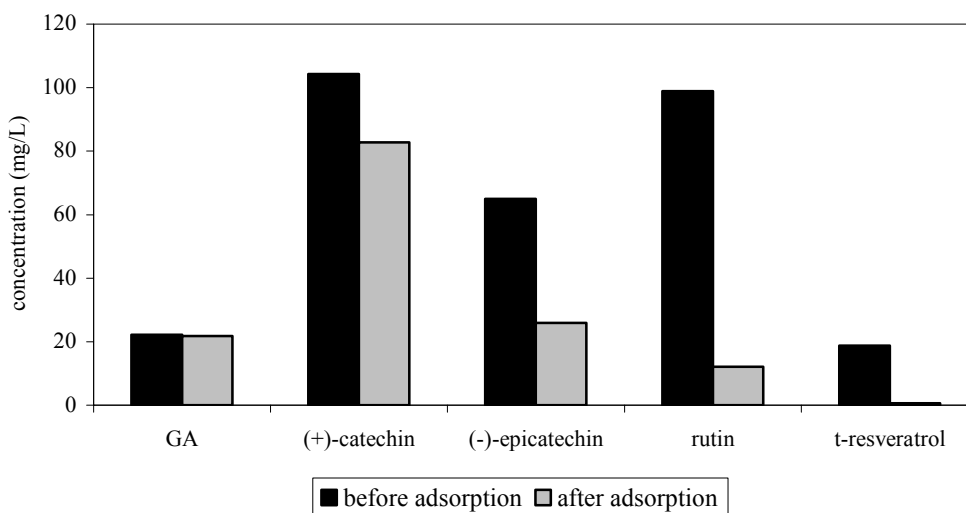 120
100
80
60
40
20
0
concentration (mg/L)
GA (+)-catechin (-)-epicatechin rutin t-resveratrol
before adsorption after adsorption